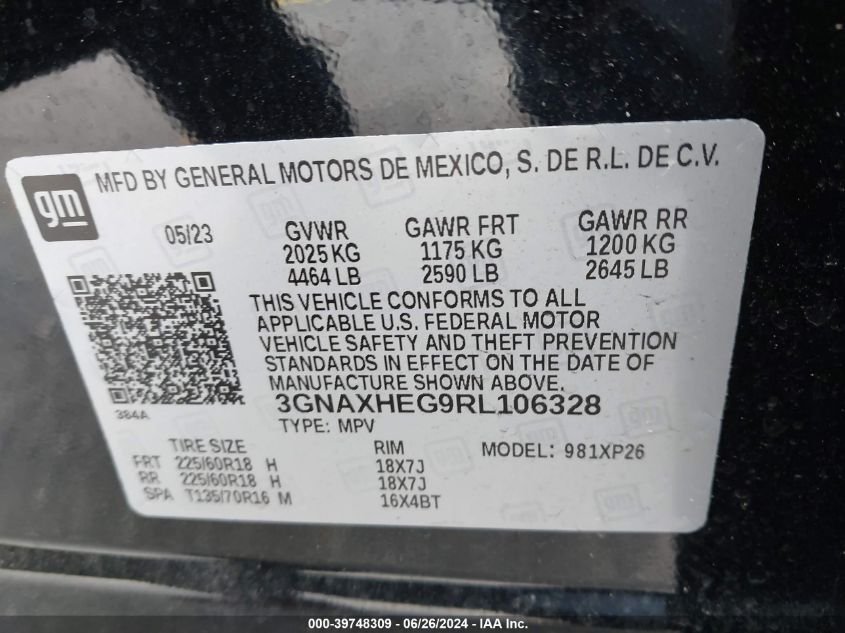 gm MFD BY GENERAL MOTORS DE MEXICO, S. DE R.L. DE C.V.
05/23 GVWR GAWR FRT GAWR RR
2025 KG 1175 KG 1200 KG
4464 LB 2590 LB 2645 LB
THIS VEHICLE CONFORMS TO ALL
APPLICABLE U.S. FEDERAL MOTOR
VEHICLE SAFETY AND THEFT PREVENTION
STANDARDS IN EFFECT ON THE DATE OF
MANUFACTURE SHOWN ABOVE.
384A 3GNAXHEG9RL106328
TYPE: MPV
TIRE SIZE RIM MODEL: 981XP26
FRT 225/60R18 H 18X7J
RR 225/60R18 H 18X7J
SPA T135/70R16 M 16X4BT
000-39748309 - 06/26/2024 - IAA Inc.